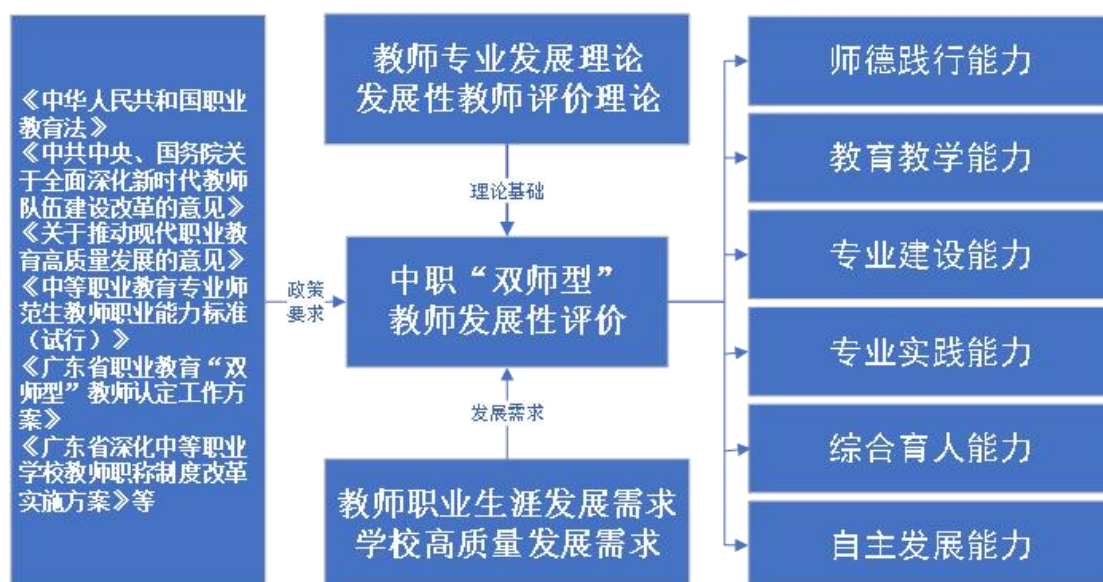 《中华人民共和国职业
教育法》
《中共中央、国务院关
于全面深化新时代教师
队伍建设改革的意见》
《关于推动现代职业教
育高质量发展的意见》
《中等职业教育专业师
范生教师职业能力标准
（试行）》
《广东省职业教育“双
师型”教师认定工作方
案》
《广东省深化中等职业
学校教师职称制度改革
实施方案》等
政策
要求
教师专业发展理论
发展性教师评价理论
理论基础
中职“双师型”
教师发展性评价
发展需求
教师职业生涯发展需求
学校高质量发展需求
师德践行能力
教育教学能力
专业建设能力
专业实践能力
综合育人能力
自主发展能力